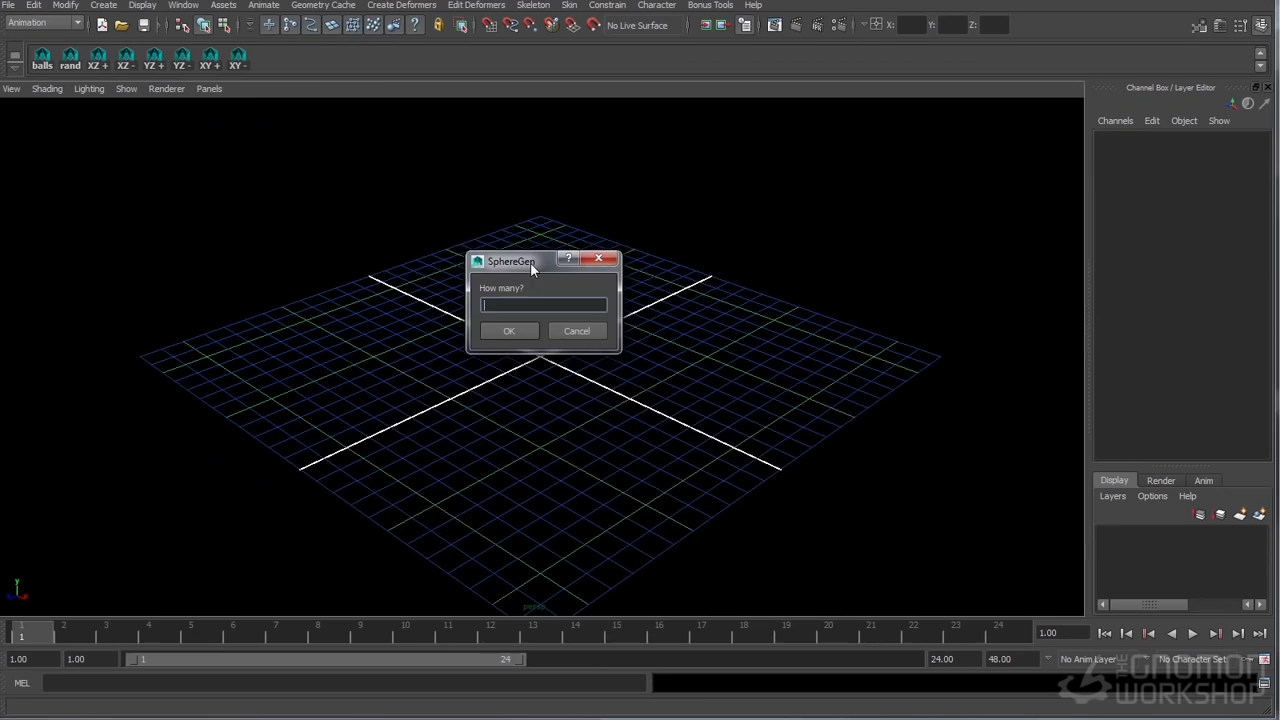 File Edit Modify Create Display Window Assets Animate Geometry Cache Create Deformers Edit Deformers Skeleton Skin Constrain Character Bonus Tools Help
Animation No Live Surface X: Y: Z:
balls rand XZ + XZ - YZ + YZ - XY + XY -
View Shading Lighting Show Renderer Panels
Channel Box / Layer Editor
Channels Edit Object Show
SphereGen
How many?
OK Cancel
Display Render Anim
Layers Options Help
persp
y
1 2 3 4 5 6 7 8 9 10 11 12 13 14 15 16 17 18 19 20 21 22 23 24
1 1.00
1.00 1.00 1 24 24.00 48.00 No Anim Layer No Character Set
MEL
THE GNOMON WORKSHOP